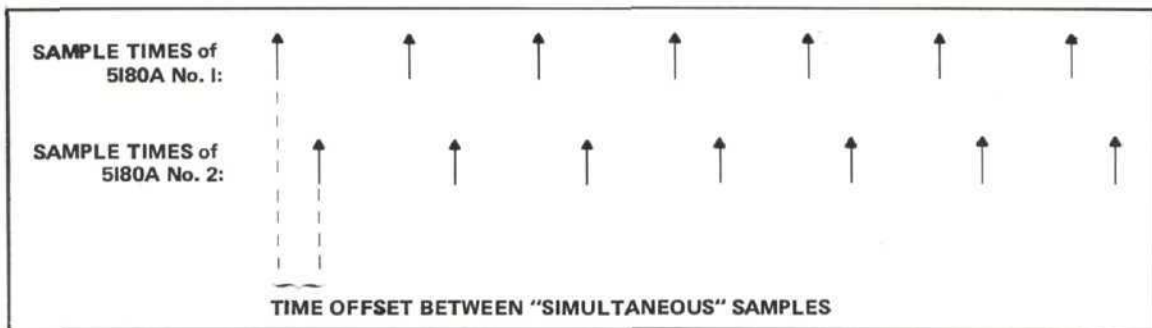 SAMPLE TIMES of
5180A No. 1:
SAMPLE TIMES of
5180A No. 2:
TIME OFFSET BETWEEN "SIMULTANEOUS" SAMPLES